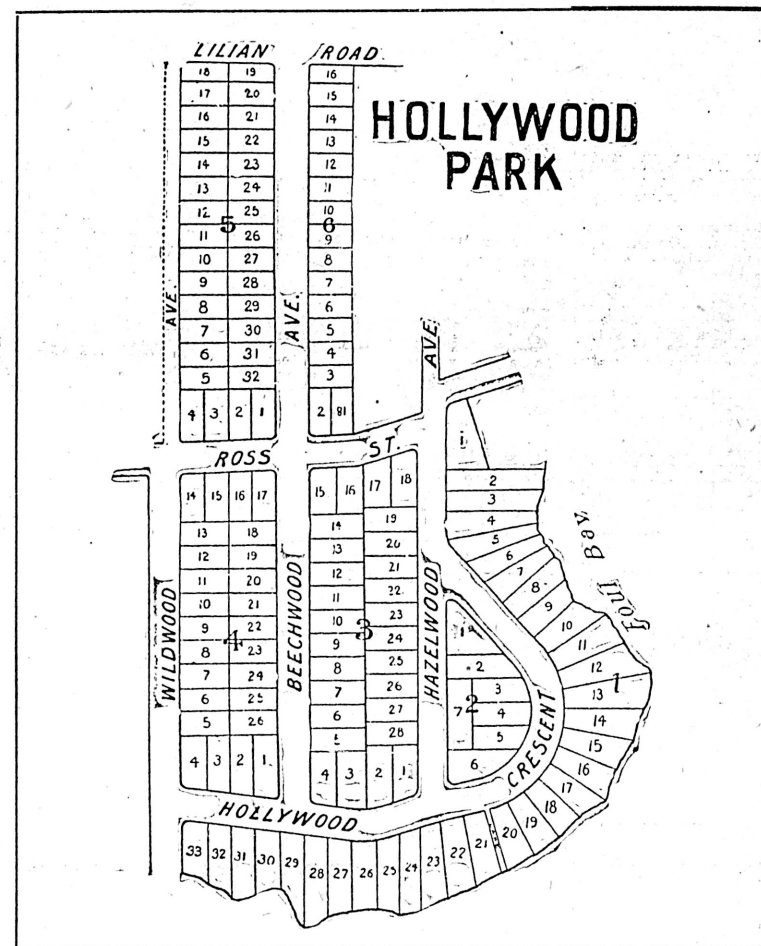 LILIAN ROAD
HOLLYWOOD
PARK
18 19 16
17 20 15
16 21 14
15 22 13
14 23 12
13 24 11
12 25 10
5 6
11 26 9
10 27 8
9 28 7
8 29 6
7 30 5
6 31 4
5 32 3
4 3 2 1 2 18
AVE.
AVE.
AVE.
ROSS ST.
14 15 16 17 15 16 17 18
13 18 14 19
12 19 13 20
11 20 12 21
10 21 11 22
9 22 10 23
4 3
8 23 9 24
7 24 8 25
6 25 7 26
5 26 6 27
5 28
4 3 2 1 4 3 2 1
WILDWOOD
BEECHWOOD
HAZELWOOD
1
2
3
2
7 4
5
6
HOLLYWOOD CRESCENT
Foul Bay
1
2
3
4
5
6
7
8
9
10
11
12
1
13
14
15
16
17
18
19
20
33 32 31 30 29 28 27 26 25 24 23 22 21